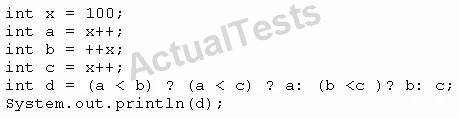 int x = 100;
int a = x++;
int b = ++x;
int c = x++;
int d = (a < b) ? (a < c) ? a: (b <c )? b: c;
System.out.println(d);
ActualTests